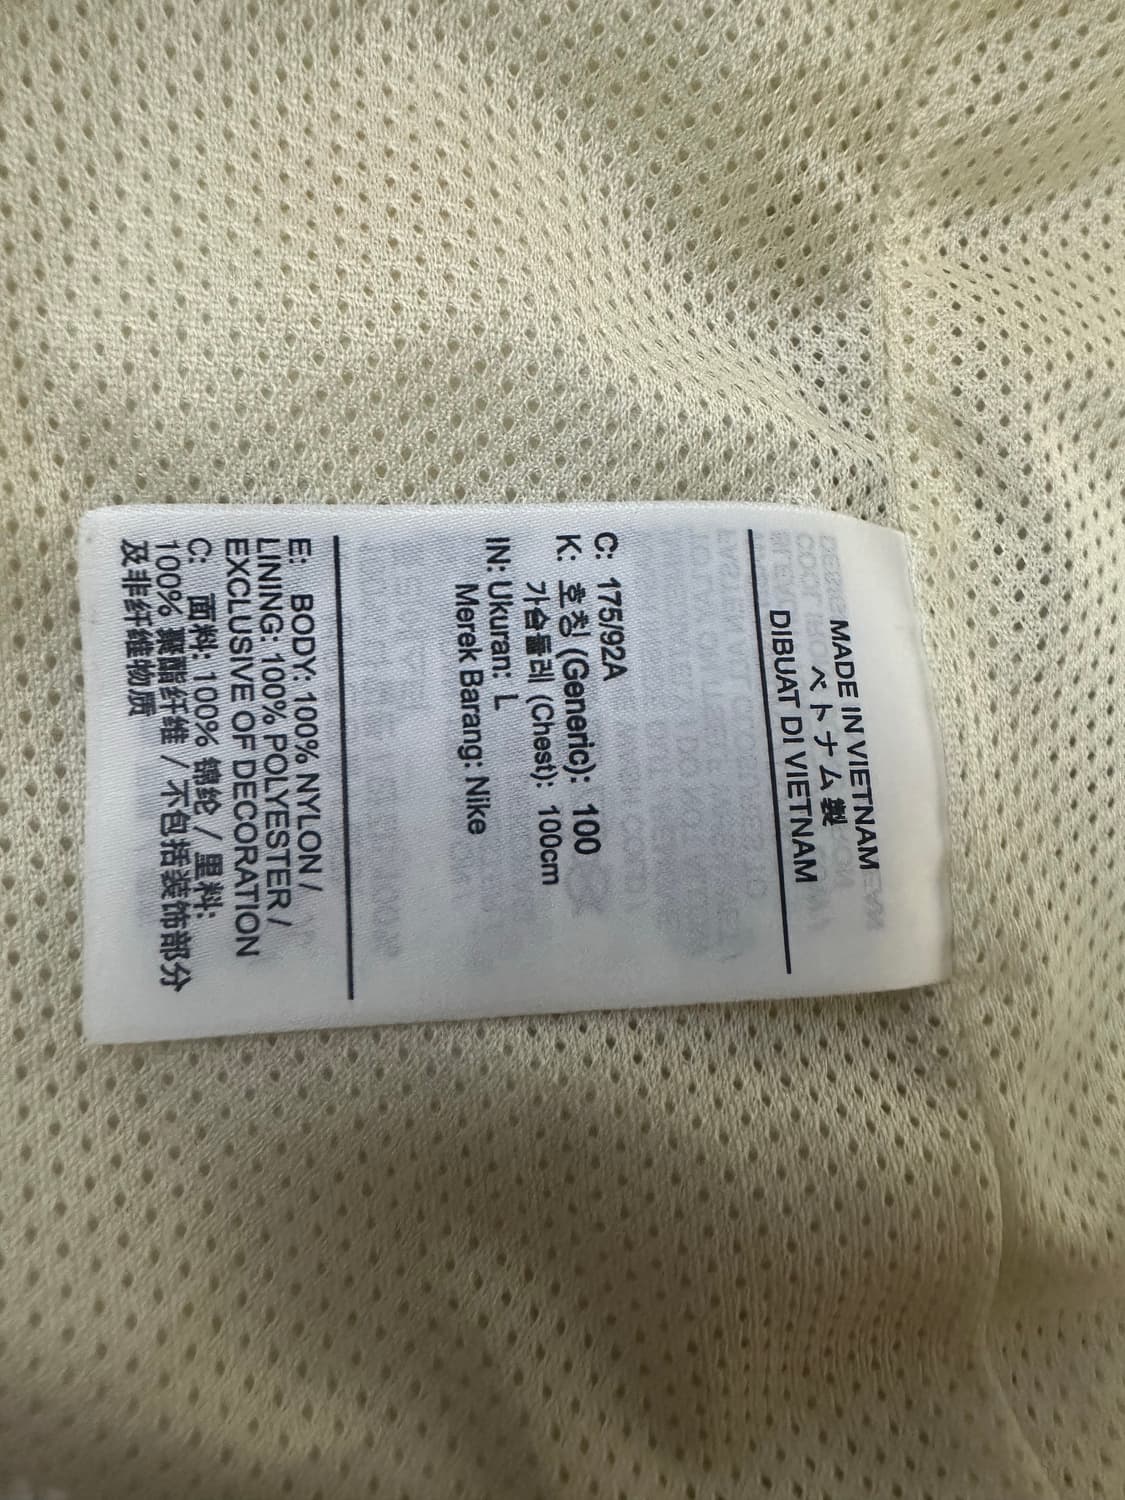 MADE IN VIETNAM
ベトナム製
DIBUAT DI VIETNAM
C: 175/92A
K: 호칭 (Generic): 100
가슴둘레 (Chest): 100cm
IN: Ukuran: L
Merek Barang: Nike
E: BODY: 100% NYLON /
LINING: 100% POLYESTER /
EXCLUSIVE OF DECORATION
C: 面料: 100% 锦纶 / 里料:
100% 聚酯纤维 / 不包括装饰部分
及非纤维物质